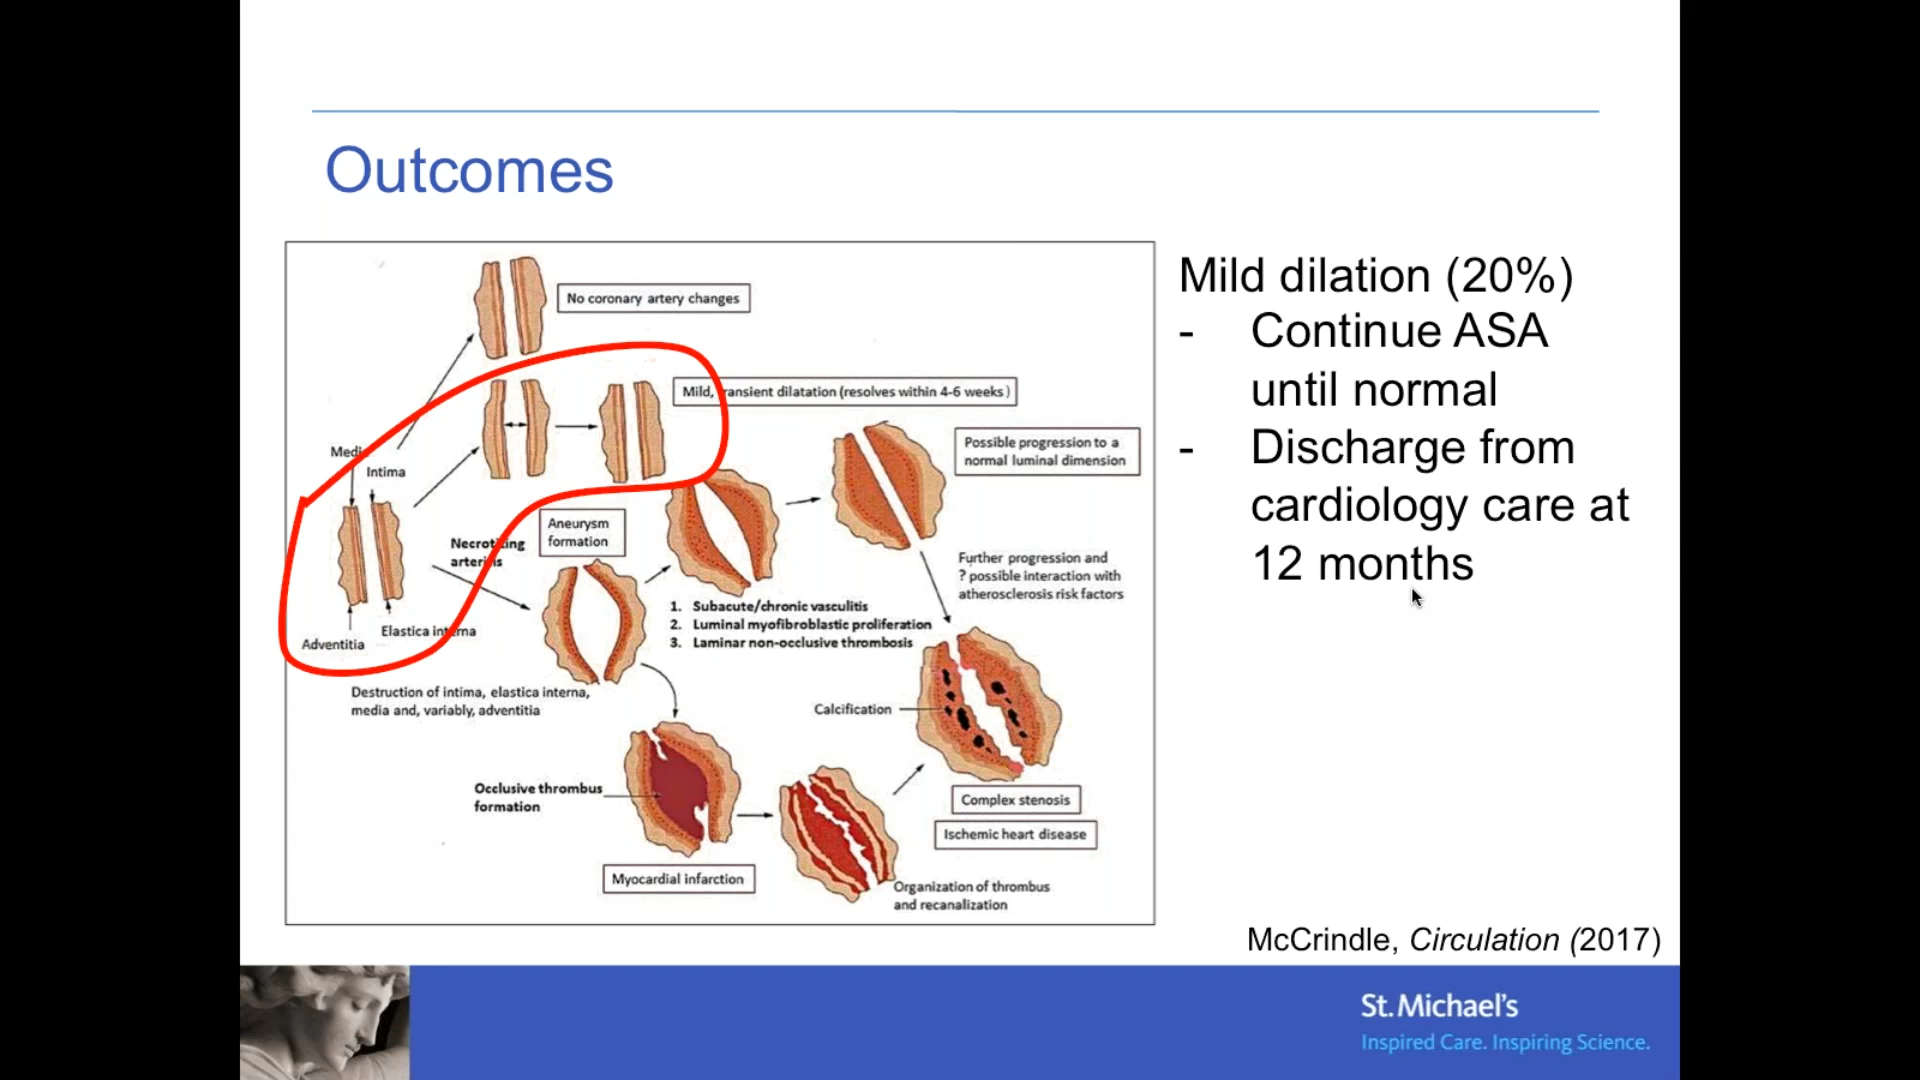 Outcomes
No coronary artery changes
Mild, transient dilatation (resolves within 4-6 weeks)
Possible progression to a
normal luminal dimension
Media
Intima
Aneurysm
formation
Necrotizing
arteritis
Further progression and
? possible interaction with
atherosclerosis risk factors
1. Subacute/chronic vasculitis
2. Luminal myofibroblastic proliferation
3. Laminar non-occlusive thrombosis
Elastica interna
Adventitia
Destruction of intima, elastica interna,
media and, variably, adventitia
Calcification
Occlusive thrombus
formation
Complex stenosis
Ischemic heart disease
Myocardial infarction
Organization of thrombus
and recanalization
Mild dilation (20%)
- Continue ASA
until normal
- Discharge from
cardiology care at
12 months
McCrindle, Circulation (2017)
St. Michael's
Inspired Care. Inspiring Science.